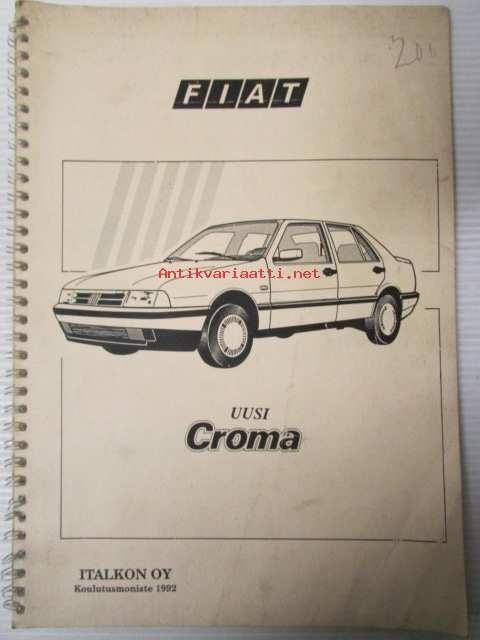 FIAT
Antikvariaatti.net
UUSI
Croma
ITALKON OY
Koulutusmoniste 1992